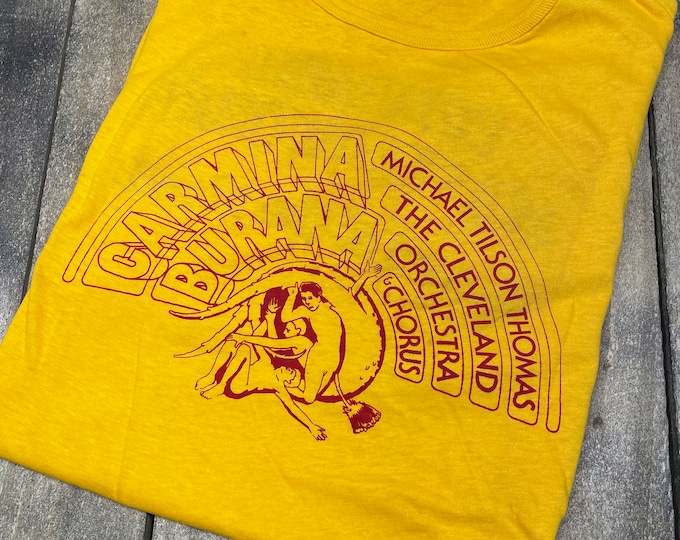 CARMINA
BURANA
MICHAEL TILSON THOMAS
THE CLEVELAND
ORCHESTRA
& CHORUS